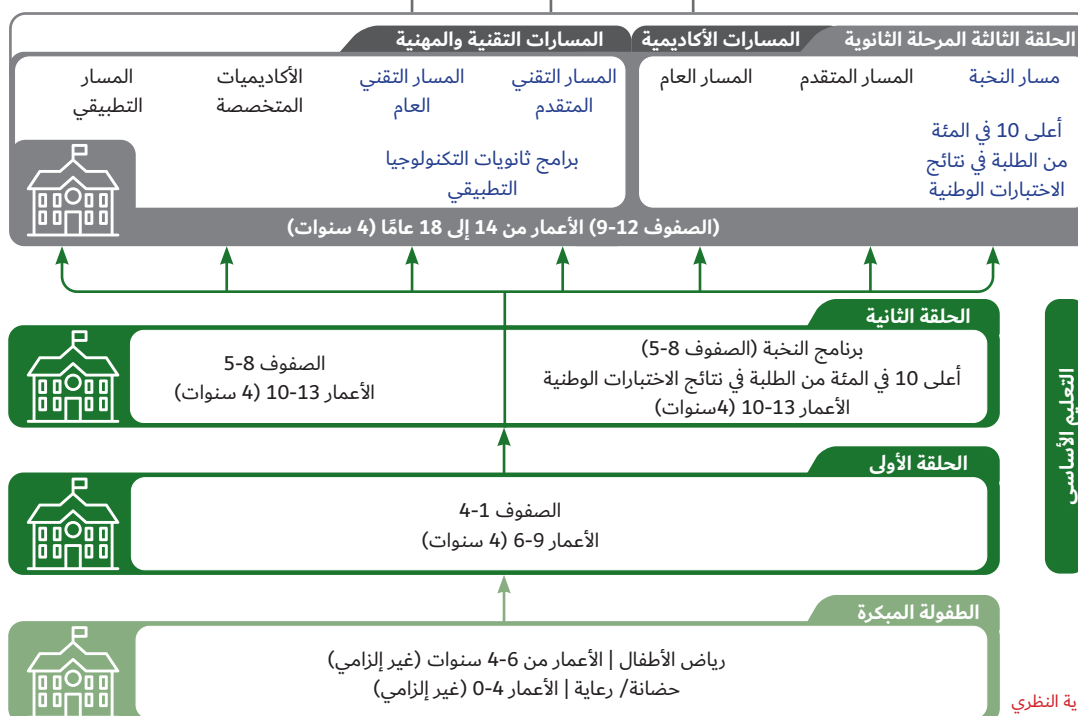 الحلقة الثالثة المرحلة الثانوية
المسارات الأكاديمية
المسارات التقنية والمهنية
مسار النخبة
أعلى 10 في المئة
من الطلبة في نتائج
الاختبارات الوطنية
المسار المتقدم
المسار العام
المسار التقني
المتقدم
المسار التقني
العام
برامج ثانويات التكنولوجيا
التطبيقي
الأكاديميات
المتخصصة
المسار
التطبيقي
(الصفوف 12-9) الأعمار من 14 إلى 18 عامًا (4 سنوات)
التعليم الأساسي
الحلقة الثانية
برنامج النخبة (الصفوف 8-5)
أعلى 10 في المئة من الطلبة في نتائج الاختبارات الوطنية
الأعمار 13-10 (4سنوات)
الصفوف 8-5
الأعمار 13-10 (4 سنوات)
الحلقة الأولى
الصفوف 1-4
الأعمار 9-6 (4 سنوات)
الطفولة المبكرة
رياض الأطفال | الأعمار من 6-4 سنوات (غير إلزامي)
حضانة/ رعاية | الأعمار 4-0 (غير إلزامي)
ية النظري